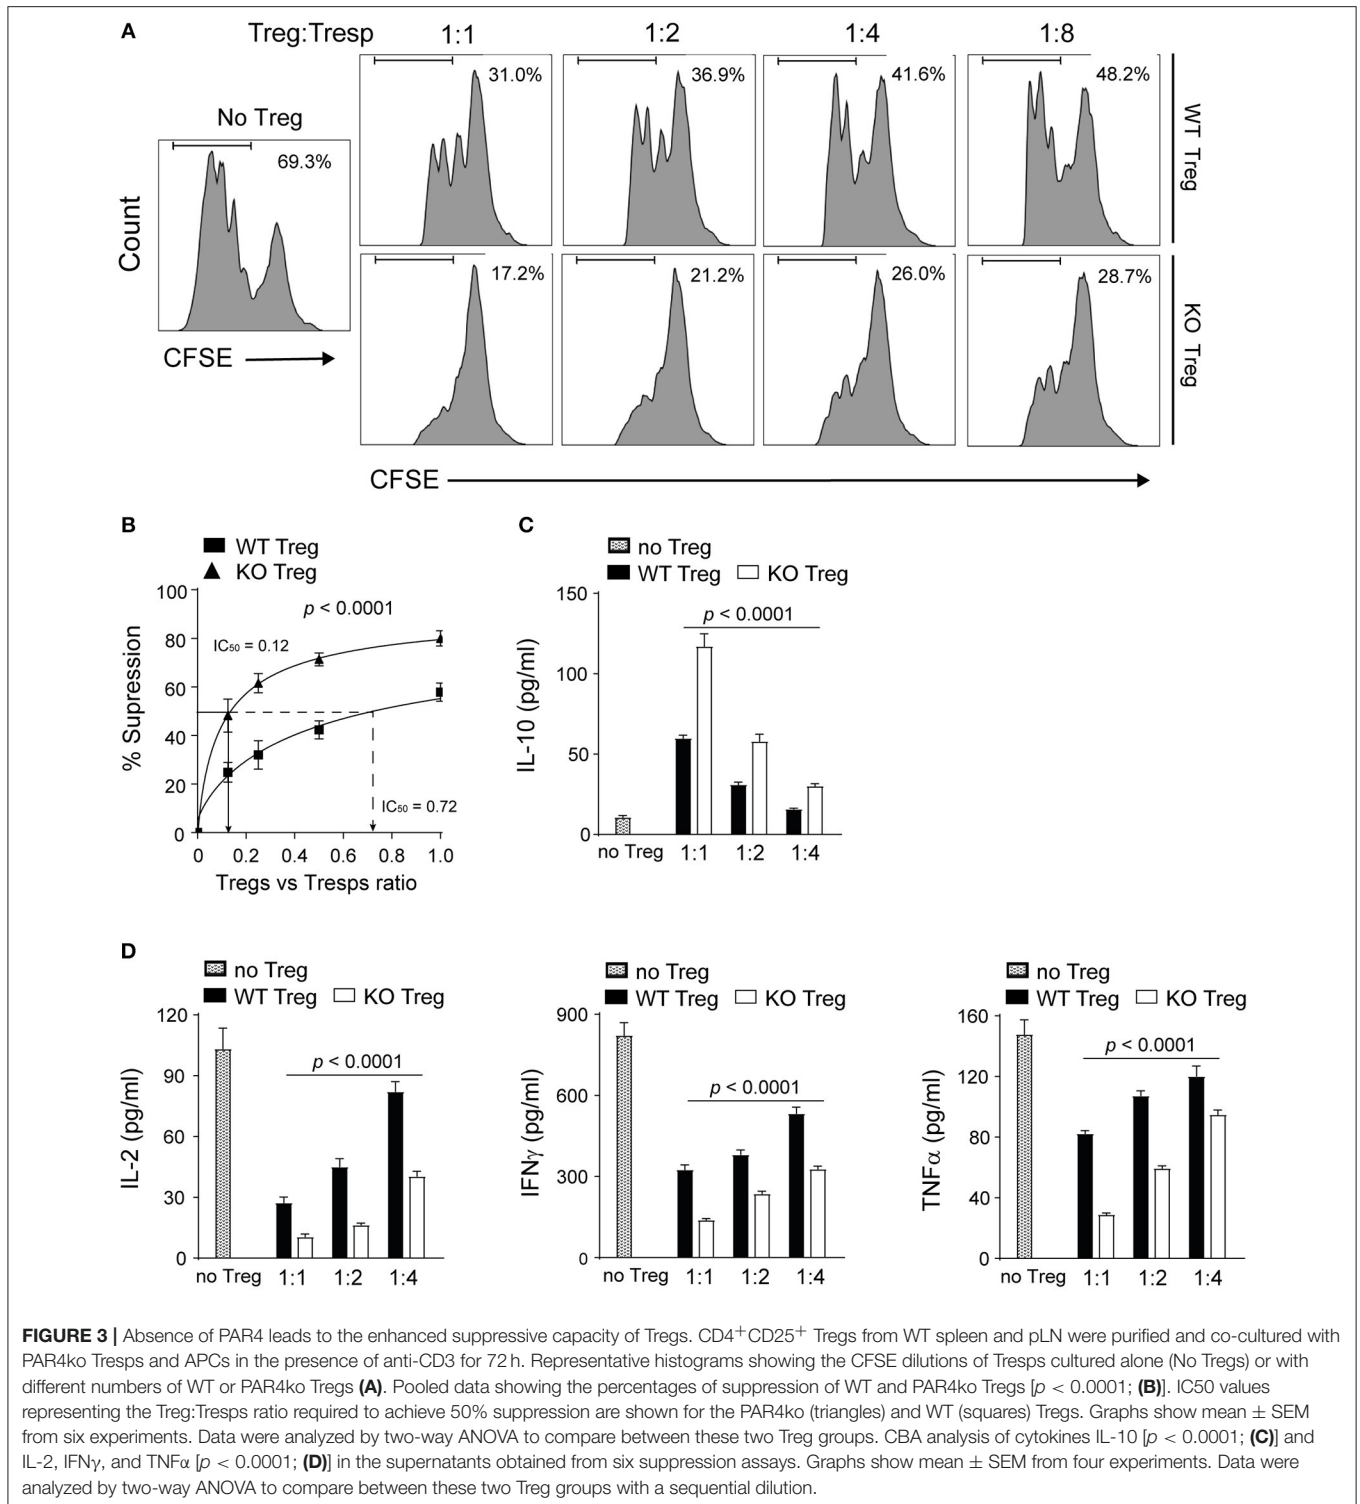 A
Treg:Tresp 1:1 1:2 1:4 1:8
31.0% 36.9% 41.6% 48.2%
WT Treg
No Treg
69.3%
Count
CFSE
17.2% 21.2% 26.0% 28.7%
KO Treg
CFSE
B
WT Treg
KO Treg
100
80
60
40
20
0
% Supression
p < 0.0001
IC50 = 0.12
IC50 = 0.72
0 0.2 0.4 0.6 0.8 1.0
Tregs vs Tresps ratio
C
no Treg
WT Treg KO Treg
150
100
50
0
IL-10 (pg/ml)
p < 0.0001
no Treg 1:1 1:2 1:4
D
no Treg
WT Treg KO Treg
120
90
60
30
0
IL-2 (pg/ml)
p < 0.0001
no Treg 1:1 1:2 1:4
no Treg
WT Treg KO Treg
900
600
300
0
IFNγ (pg/ml)
p < 0.0001
no Treg 1:1 1:2 1:4
no Treg
WT Treg KO Treg
160
120
80
40
0
TNFα (pg/ml)
p < 0.0001
no Treg 1:1 1:2 1:4
FIGURE 3 | Absence of PAR4 leads to the enhanced suppressive capacity of Tregs. CD4+CD25+ Tregs from WT spleen and pLN were purified and co-cultured with
PAR4ko Tresps and APCs in the presence of anti-CD3 for 72 h. Representative histograms showing the CFSE dilutions of Tresps cultured alone (No Tregs) or with
different numbers of WT or PAR4ko Tregs (A). Pooled data showing the percentages of suppression of WT and PAR4ko Tregs [p < 0.0001; (B)]. IC50 values
representing the Treg:Tresps ratio required to achieve 50% suppression are shown for the PAR4ko (triangles) and WT (squares) Tregs. Graphs show mean ± SEM
from six experiments. Data were analyzed by two-way ANOVA to compare between these two Treg groups. CBA analysis of cytokines IL-10 [p < 0.0001; (C)] and
IL-2, IFNγ, and TNFα [p < 0.0001; (D)] in the supernatants obtained from six suppression assays. Graphs show mean ± SEM from four experiments. Data were
analyzed by two-way ANOVA to compare between these two Treg groups with a sequential dilution.